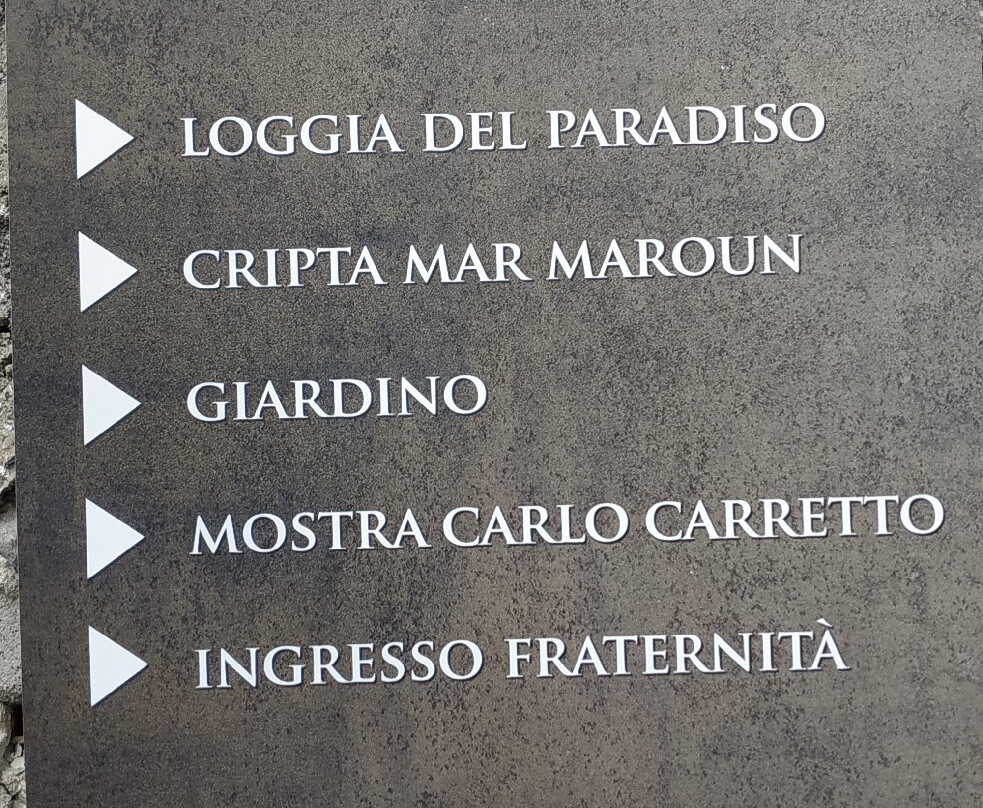 LOGGIA DEL PARADISO
CRIPTA MAR MAROUN
GIARDINO
MOSTRA CARLO CARRETTO
INGRESSO FRATERNITÀ